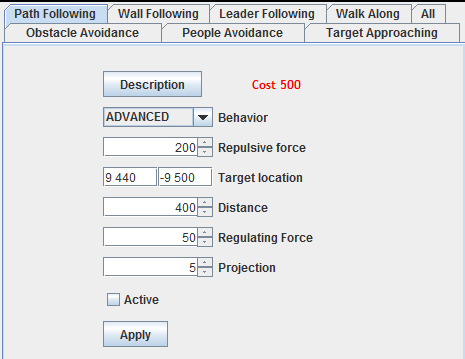 Path Following Wall Following Leader Following Walk Along All
Obstacle Avoidance People Avoidance Target Approaching
Description Cost 500
ADVANCED Behavior
200 Repulsive force
9 440 -9 500 Target location
400 Distance
50 Regulating Force
5 Projection
Active
Apply